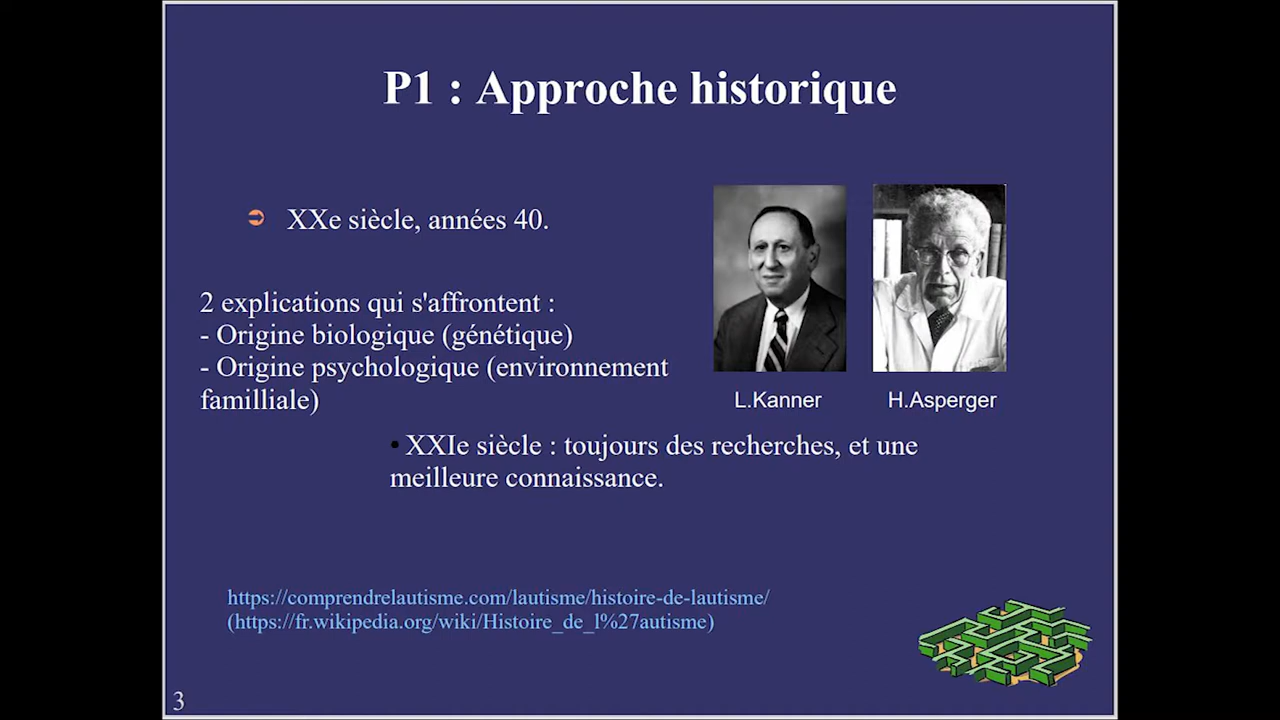 P1 : Approche historique
XXe siècle, années 40.
2 explications qui s'affrontent :
- Origine biologique (génétique)
- Origine psychologique (environnement
familliale)
L.Kanner
H.Asperger
• XXIe siècle : toujours des recherches, et une
meilleure connaissance.
https://comprendrelautisme.com/lautisme/histoire-de-lautisme/
(https://fr.wikipedia.org/wiki/Histoire_de_l%27autisme)
3